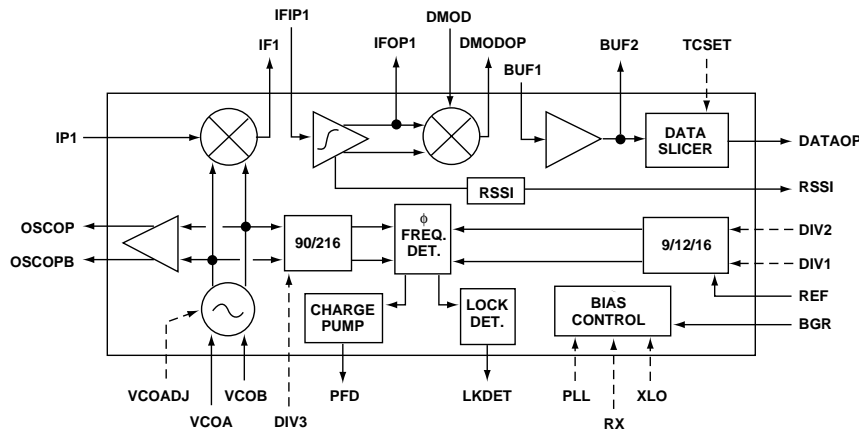 IFIP1
DMOD
IF1
IFOP1
DMODOP
BUF2
TCSET
BUF1
IP1
DATA
SLICER
DATAOP
RSSI
RSSI
OSCOP
OSCOPB
90/216
ϕ
FREQ.
DET.
9/12/16
DIV2
DIV1
REF
BGR
CHARGE
PUMP
LOCK
DET.
BIAS
CONTROL
VCOADJ
VCOB
VCOA
DIV3
PFD
LKDET
PLL
RX
XLO